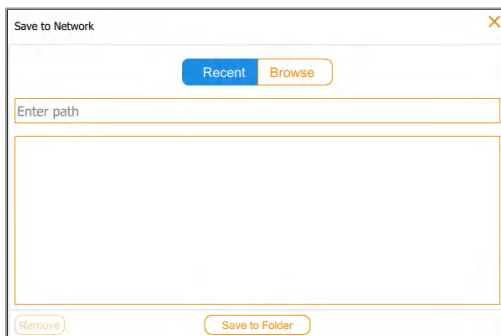 Save to Network
Recent Browse
Enter path
Remove Save to Folder